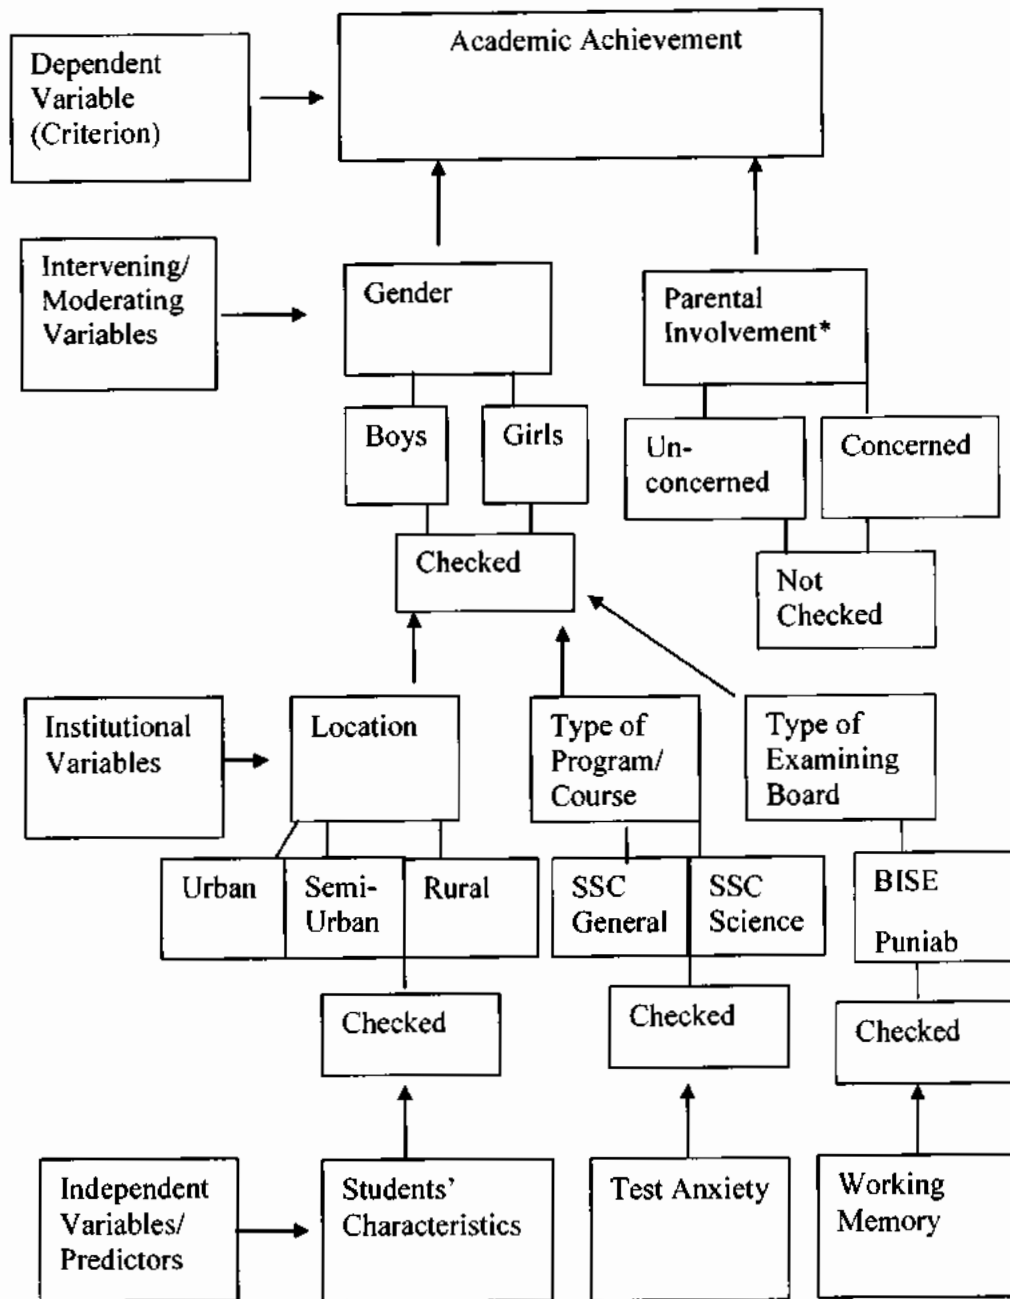 Academic Achievement
Dependent
Variable
(Criterion)
Intervening/
Moderating
Variables
Gender
Parental
Involvement*
Boys
Girls
Un-
concerned
Concerned
Checked
Not
Checked
Institutional
Variables
Location
Type of
Program/
Course
Type of
Examining
Board
Urban
Semi-
Urban
Rural
SSC
General
SSC
Science
BISE
Puniab
Checked
Checked
Checked
Independent
Variables/
Predictors
Students'
Characteristics
Test Anxiety
Working
Memory